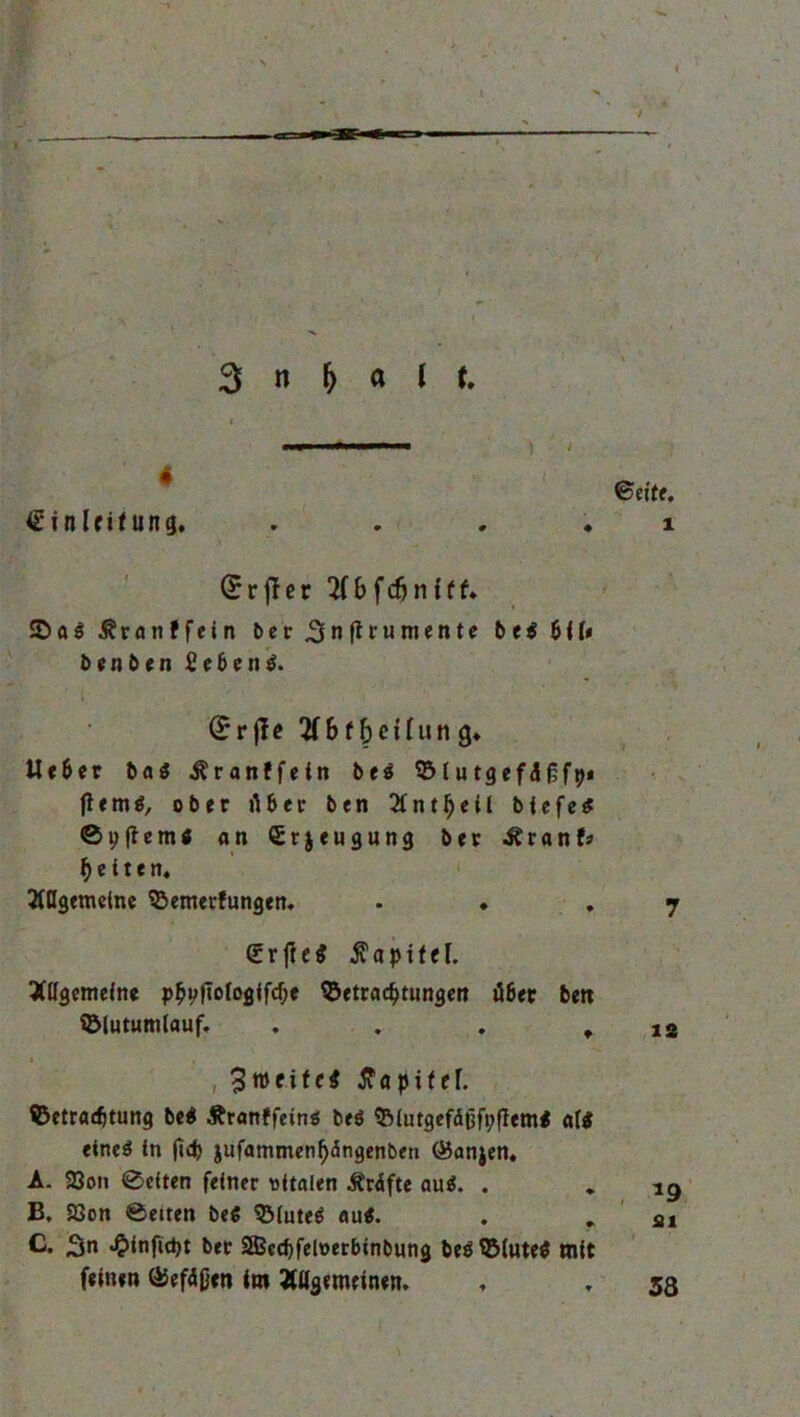 Inhalt.
Seite.
Einleitung. . . . . 1
Erster Abschnitt.
Das Kranksein der Instrumente des bil-
denden Lebens.
Erste Abtheilung.
Ueber das Kranksein des Blutgefäßsy-
stems, oder über den Antheil dieses
Systems an Erzeugung der Krank-
heiten.
Allgemeine Bemerkungen. . . . 7
Erstes Kapitel.
Allgemeine physiologische Betrachtungen über den
Blutumlauf. . . . . 12
Zweites Kapitel.
Betrachtung des Krankseins des Blutgefäßsystems als
eines in sich zusammenhängenden Ganzen.
A. Von Seiten seiner vitalen Kräfte aus. . . 19
B. Von Seiten des Blutes aus. . . 21
C. In Hinsicht der Wechselverbindung des Blutes mit
seinen Gefäßen im Allgemeinen. . . 38